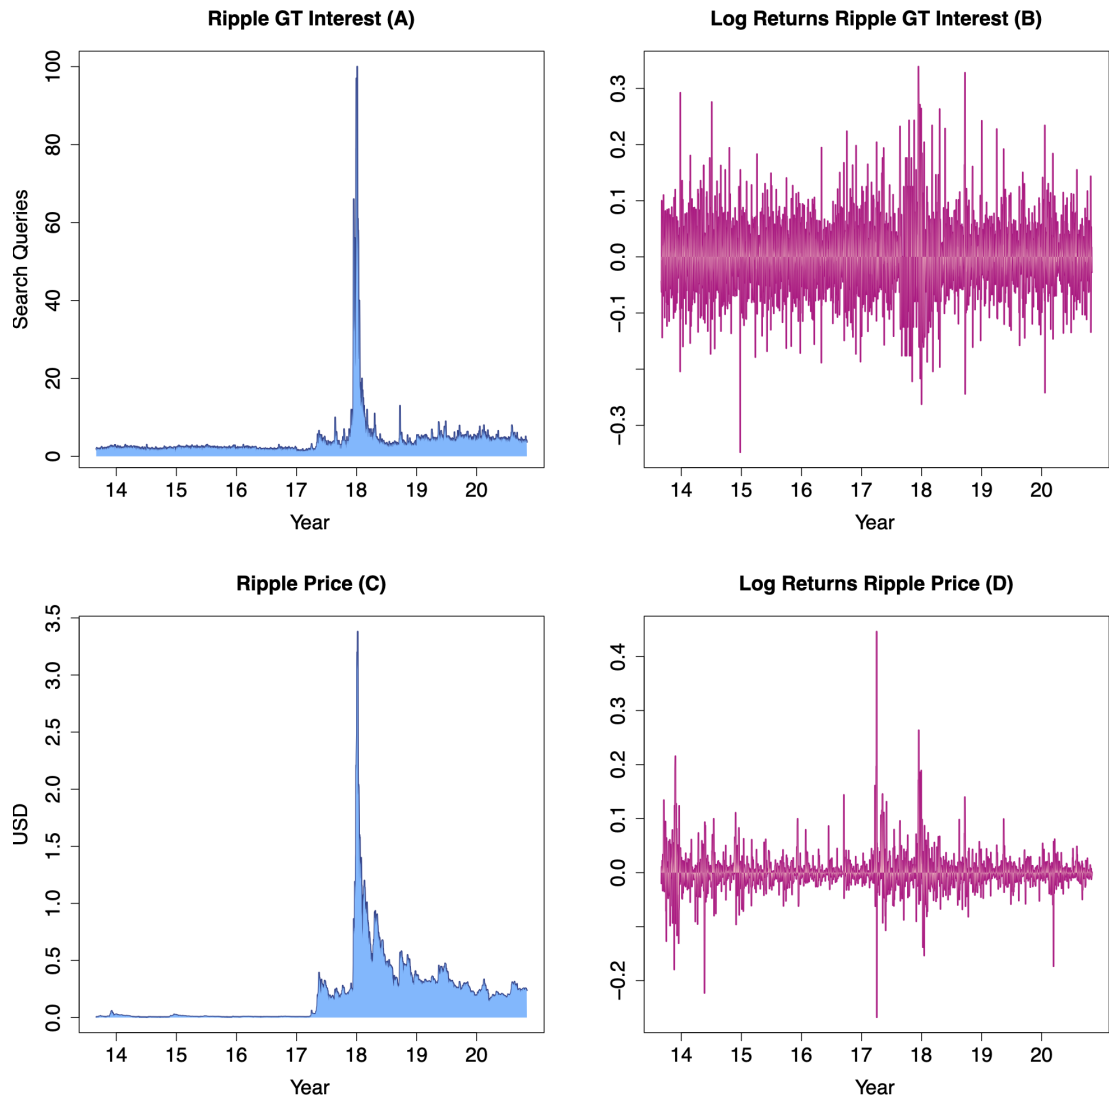 Ripple GT Interest (A)
Search Queries
100
80
60
40
20
0
14 15 16 17 18 19 20
Year
Log Returns Ripple GT Interest (B)
0.3
0.2
0.1
0.0
−0.1
−0.3
14 15 16 17 18 19 20
Year
Ripple Price (C)
USD
3.5
3.0
2.5
2.0
1.5
1.0
0.5
0.0
14 15 16 17 18 19 20
Year
Log Returns Ripple Price (D)
0.4
0.3
0.2
0.1
0.0
−0.2
14 15 16 17 18 19 20
Year